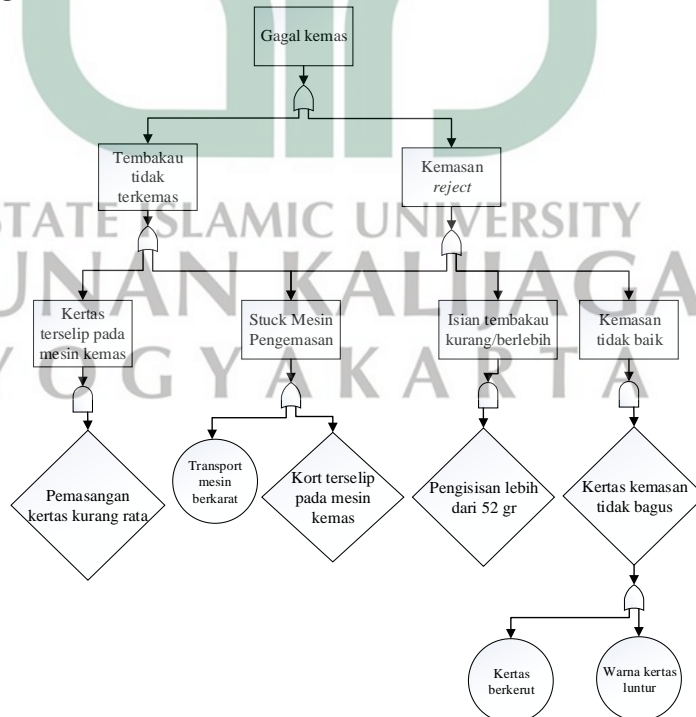 Gagal kemas
Tembakau
tidak
terkemas
Kemasan
reject
STATE ISLAMIC UNIVERSITY
SUNAN KALIJAGA
YOGYAKARTA
Kertas
terselip pada
mesin kemas
Stuck Mesin
Pengemasan
Isian tembakau
kurang/berlebih
Kemasan
tidak baik
Pemasangan
kertas kurang rata
Transport
mesin
berkarat
Kort terselip
pada mesin
kemas
Pengisisan lebih
dari 52 gr
Kertas kemasan
tidak bagus
Kertas
berkerut
Warna kertas
luntur